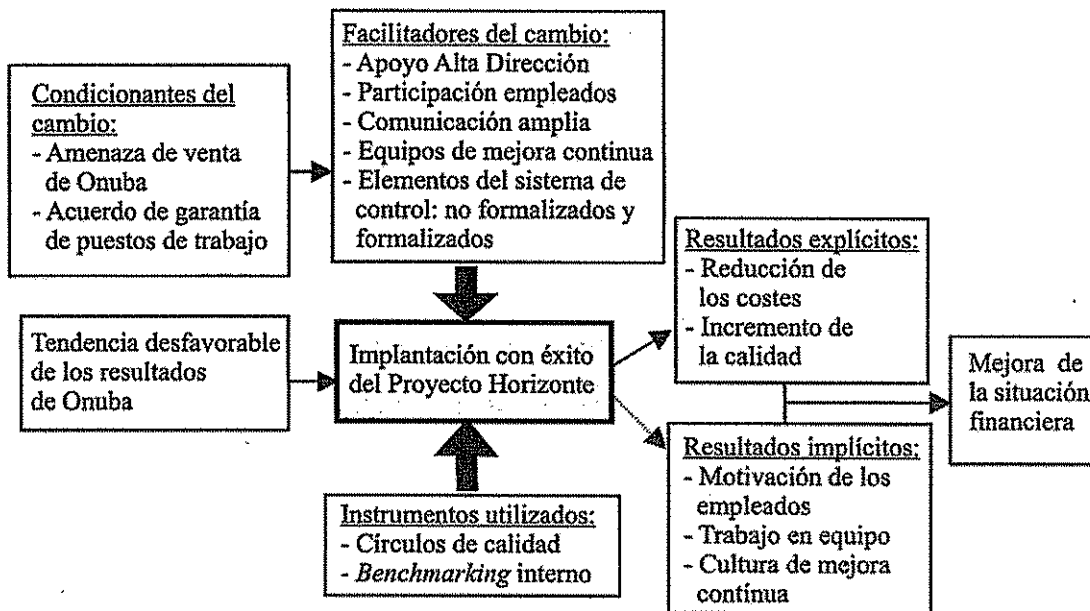 Condicionantes del
cambio:
- Amenaza de venta
de Onuba
- Acuerdo de garantía
de puestos de trabajo
Facilitadores del cambio:
- Apoyo Alta Dirección
- Participación empleados
- Comunicación amplia
- Equipos de mejora continua
- Elementos del sistema de
control: no formalizados y
formalizados
Tendencia desfavorable
de los resultados
de Onuba
Implantación con éxito
del Proyecto Horizonte
Instrumentos utilizados:
- Círculos de calidad
- Benchmarking interno
Resultados explícitos:
- Reducción de
los costes
- Incremento de
la calidad
Resultados implícitos:
- Motivación de los
empleados
- Trabajo en equipo
- Cultura de mejora
contínua
Mejora de
la situación
financiera